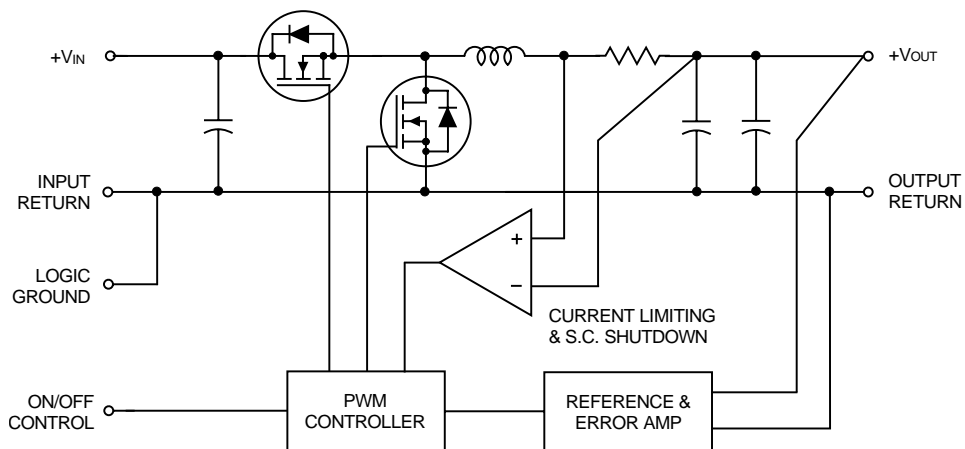 +VIN
+VOUT
INPUT
RETURN
OUTPUT
RETURN
+
−
LOGIC
GROUND
CURRENT LIMITING
& S.C. SHUTDOWN
ON/OFF
CONTROL
PWM
CONTROLLER
REFERENCE &
ERROR AMP